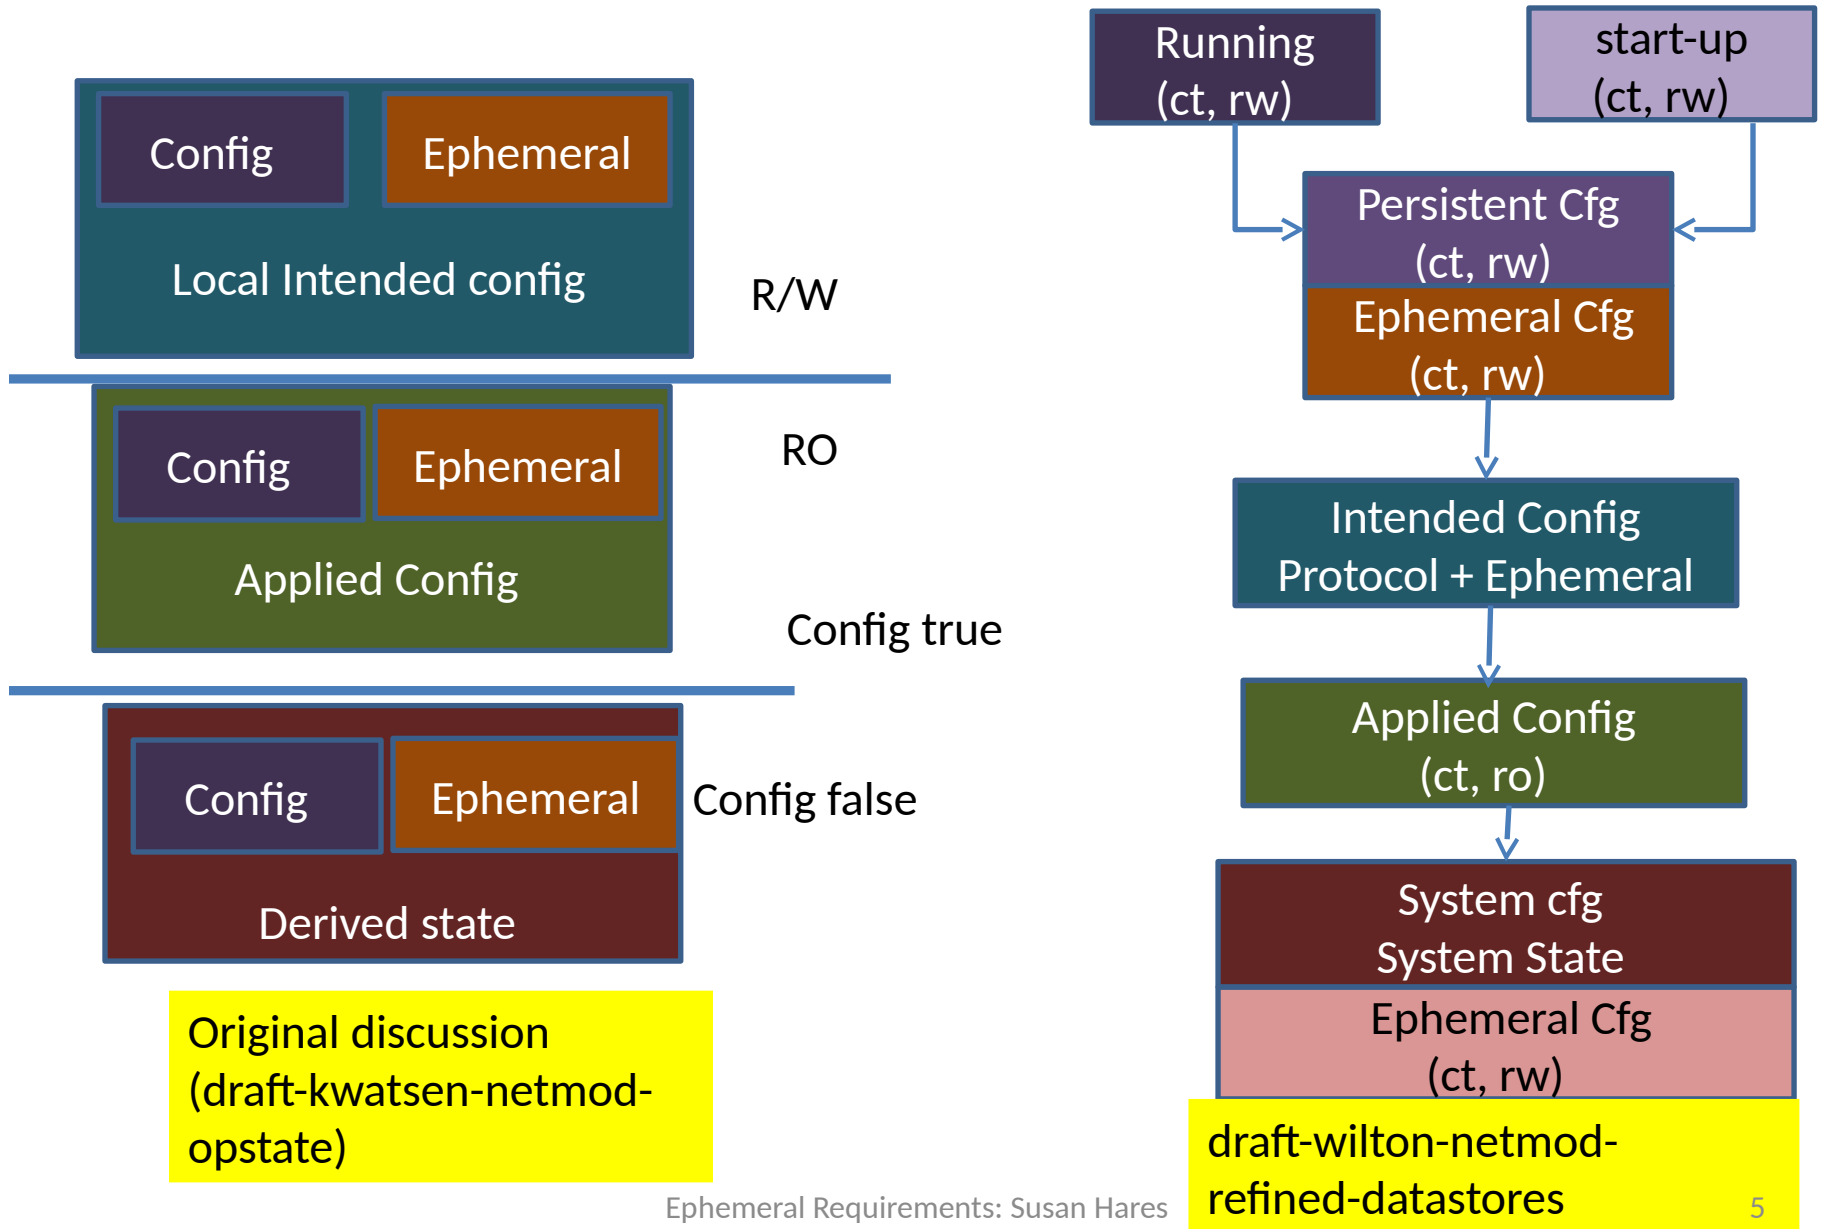 Config
Ephemeral
Local Intended config
R/W
Config
Ephemeral
RO
Applied Config
Config true
Config
Ephemeral
Config false
Derived state
Original discussion
(draft-kwatsen-netmod-
opstate)
Running
(ct, rw)
start-up
(ct, rw)
Persistent Cfg
(ct, rw)
Ephemeral Cfg
(ct, rw)
Intended Config
Protocol + Ephemeral
Applied Config
(ct, ro)
System cfg
System State
Ephemeral Cfg
(ct, rw)
draft-wilton-netmod-
refined-datastores
Ephemeral Requirements: Susan Hares
5